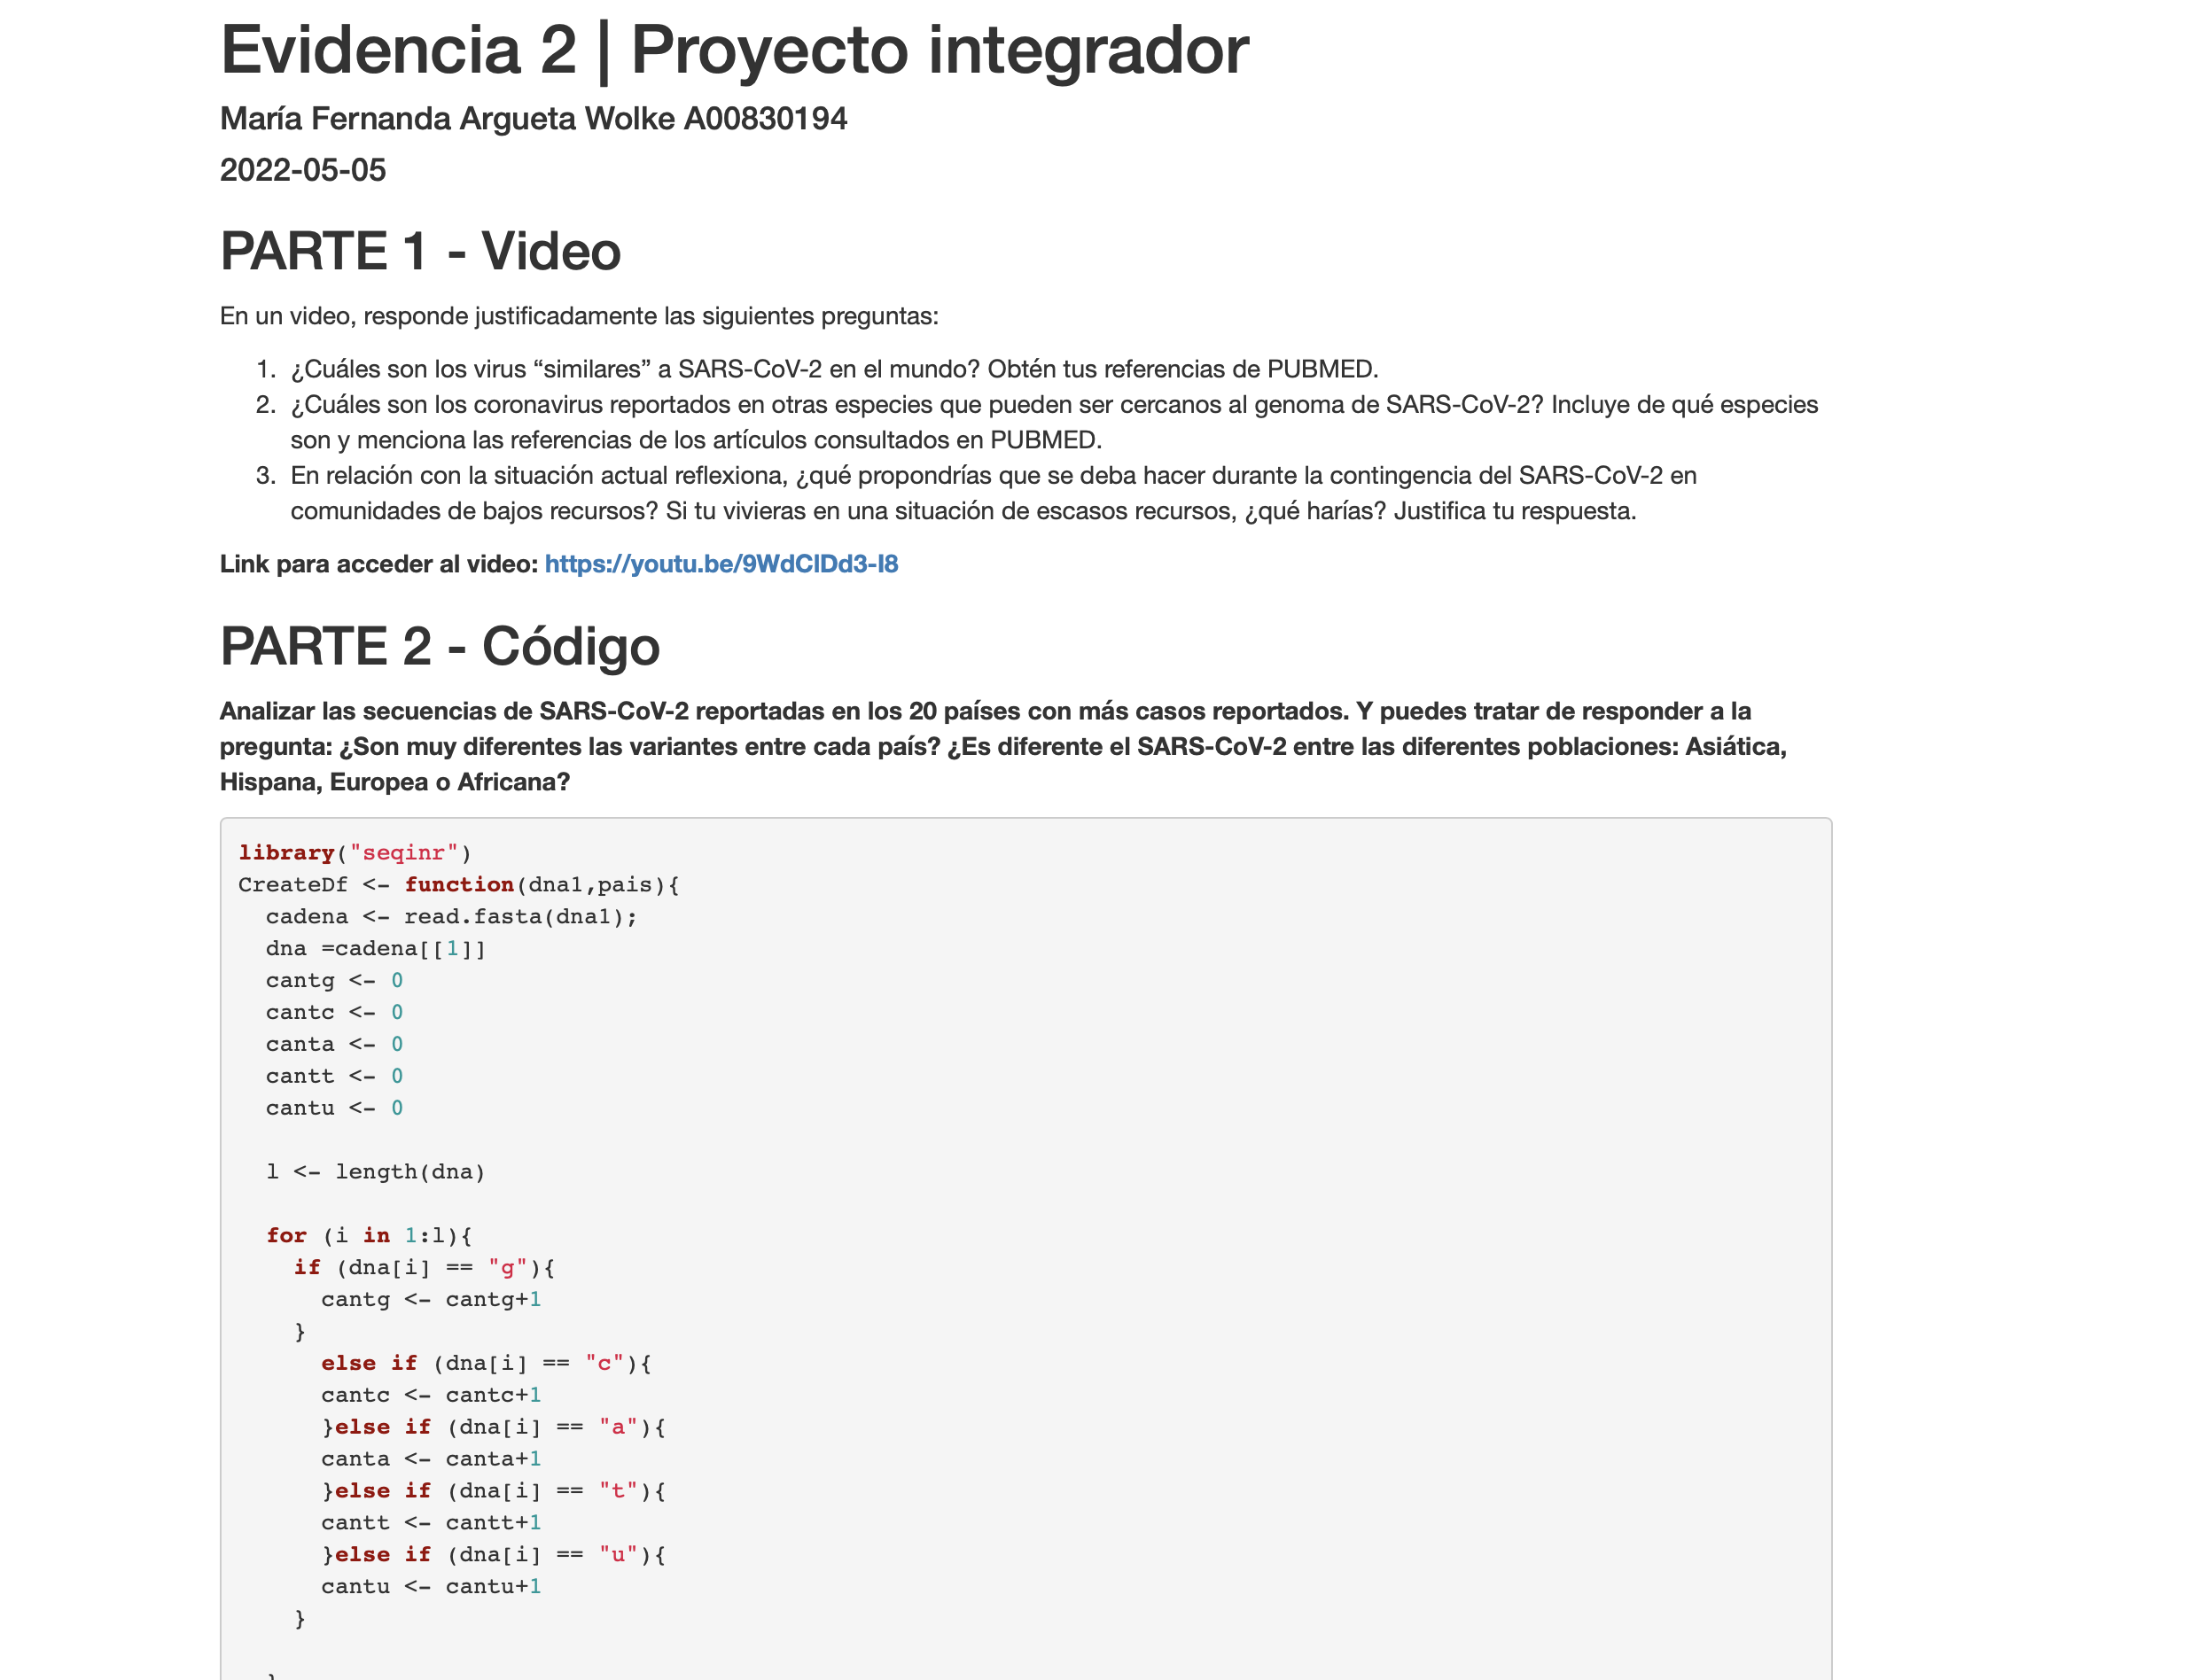 Evidencia 2 | Proyecto integrador
María Fernanda Argueta Wolke A00830194
2022-05-05
PARTE 1 - Video
En un video, responde justificadamente las siguientes preguntas:
1. ¿Cuáles son los virus “similares” a SARS-CoV-2 en el mundo? Obtén tus referencias de PUBMED.
2. ¿Cuáles son los coronavirus reportados en otras especies que pueden ser cercanos al genoma de SARS-CoV-2? Incluye de qué especies
son y menciona las referencias de los artículos consultados en PUBMED.
3. En relación con la situación actual reflexiona, ¿qué propondrías que se deba hacer durante la contingencia del SARS-CoV-2 en
comunidades de bajos recursos? Si tu vivieras en una situación de escasos recursos, ¿qué harías? Justifica tu respuesta.
Link para acceder al video: https://youtu.be/9WdClDd3-I8
PARTE 2 - Código
Analizar las secuencias de SARS-CoV-2 reportadas en los 20 países con más casos reportados. Y puedes tratar de responder a la
pregunta: ¿Son muy diferentes las variantes entre cada país? ¿Es diferente el SARS-CoV-2 entre las diferentes poblaciones: Asiática,
Hispana, Europea o Africana?
library("seqinr")
CreateDf <- function(dna1,pais){
  cadena <- read.fasta(dna1);
  dna =cadena[[1]]
  cantg <- 0
  cantc <- 0
  canta <- 0
  cantt <- 0
  cantu <- 0
  l <- length(dna)
  for (i in 1:l){
    if (dna[i] == "g"){
      cantg <- cantg+1
    }
      else if (dna[i] == "c"){
      cantc <- cantc+1
      }else if (dna[i] == "a"){
      canta <- canta+1
      }else if (dna[i] == "t"){
      cantt <- cantt+1
      }else if (dna[i] == "u"){
      cantu <- cantu+1
    }
  }